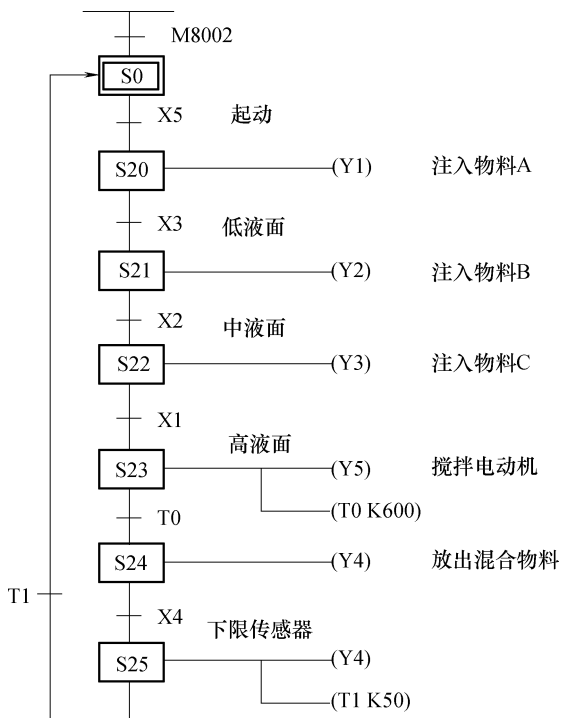 M8002
S0
X5 起动
S20 (Y1) 注入物料A
X3 低液面
S21 (Y2) 注入物料B
X2 中液面
S22 (Y3) 注入物料C
X1
高液面
S23 (Y5) 搅拌电动机
(T0 K600)
T0
S24 (Y4) 放出混合物料
T1
X4 下限传感器
S25 (Y4)
(T1 K50)